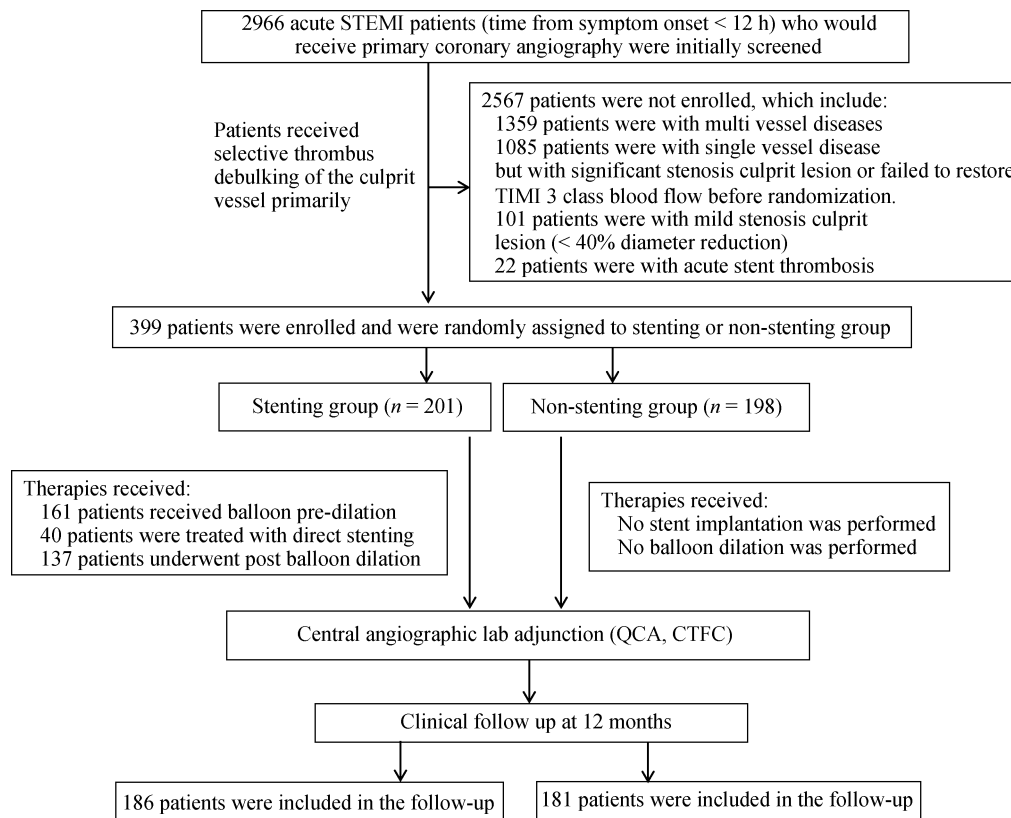 2966 acute STEMI patients (time from symptom onset < 12 h) who would
receive primary coronary angiography were initially screened
Patients received
selective thrombus
debulking of the culprit
vessel primarily
2567 patients were not enrolled, which include:
1359 patients were with multi vessel diseases
1085 patients were with single vessel disease
but with significant stenosis culprit lesion or failed to restore
TIMI 3 class blood flow before randomization.
101 patients were with mild stenosis culprit
lesion (< 40% diameter reduction)
22 patients were with acute stent thrombosis
399 patients were enrolled and were randomly assigned to stenting or non-stenting group
Stenting group (n = 201)
Non-stenting group (n = 198)
Therapies received:
161 patients received balloon pre-dilation
40 patients were treated with direct stenting
137 patients underwent post balloon dilation
Therapies received:
No stent implantation was performed
No balloon dilation was performed
Central angiographic lab adjunction (QCA, CTFC)
Clinical follow up at 12 months
186 patients were included in the follow-up
181 patients were included in the follow-up